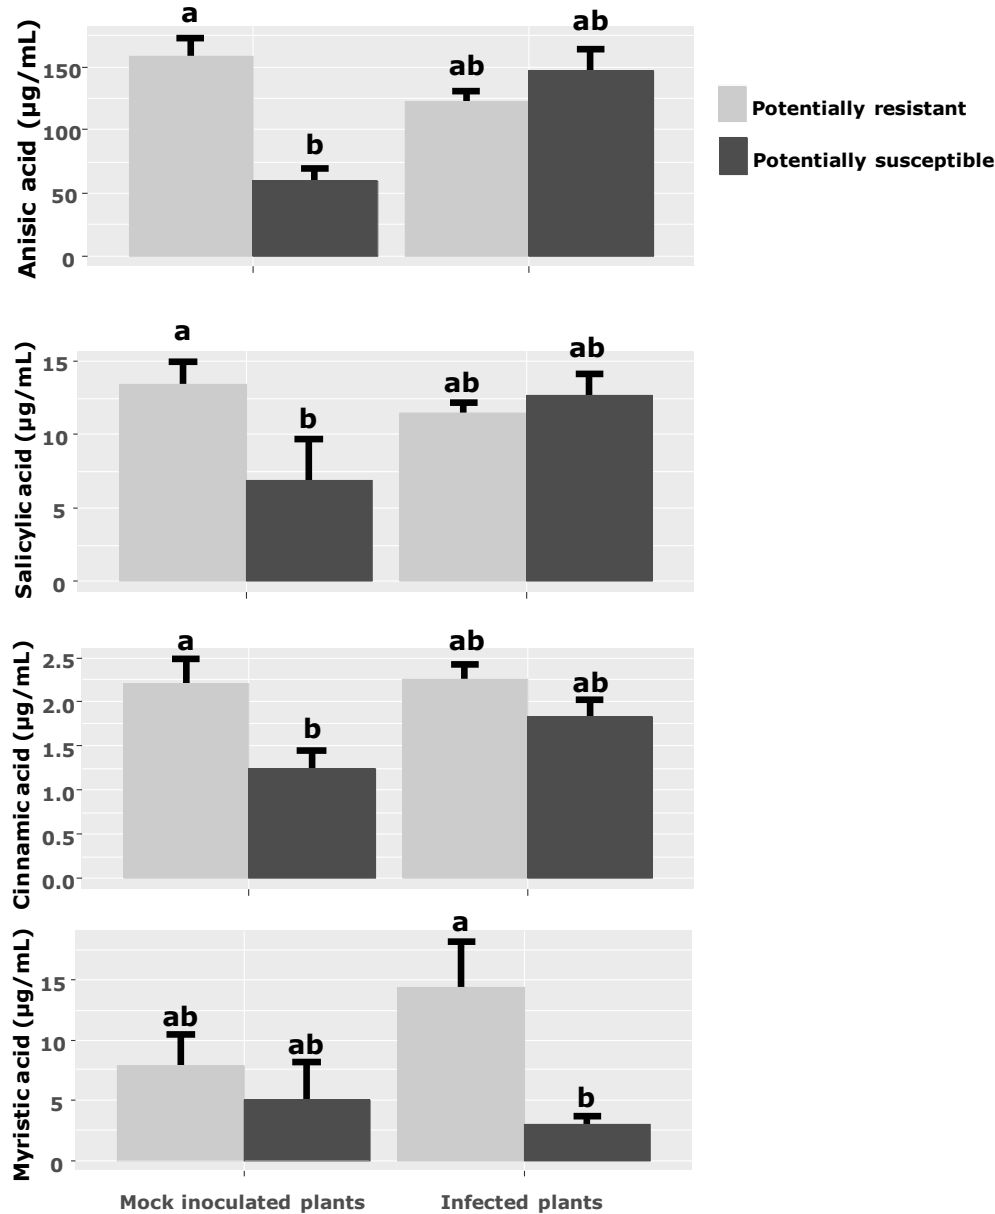 a
b
ab
ab
Anisic acid (µg/mL)
150
100
50
0
Potentially resistant
Potentially susceptible
a
b
ab
ab
Salicylic acid (µg/mL)
15
10
5
0
a
b
ab
ab
Cinnamic acid (µg/mL)
2.5
2.0
1.5
1.0
0.5
0.0
ab
ab
a
b
Myristic acid (µg/mL)
15
10
5
0
Mock inoculated plants
Infected plants